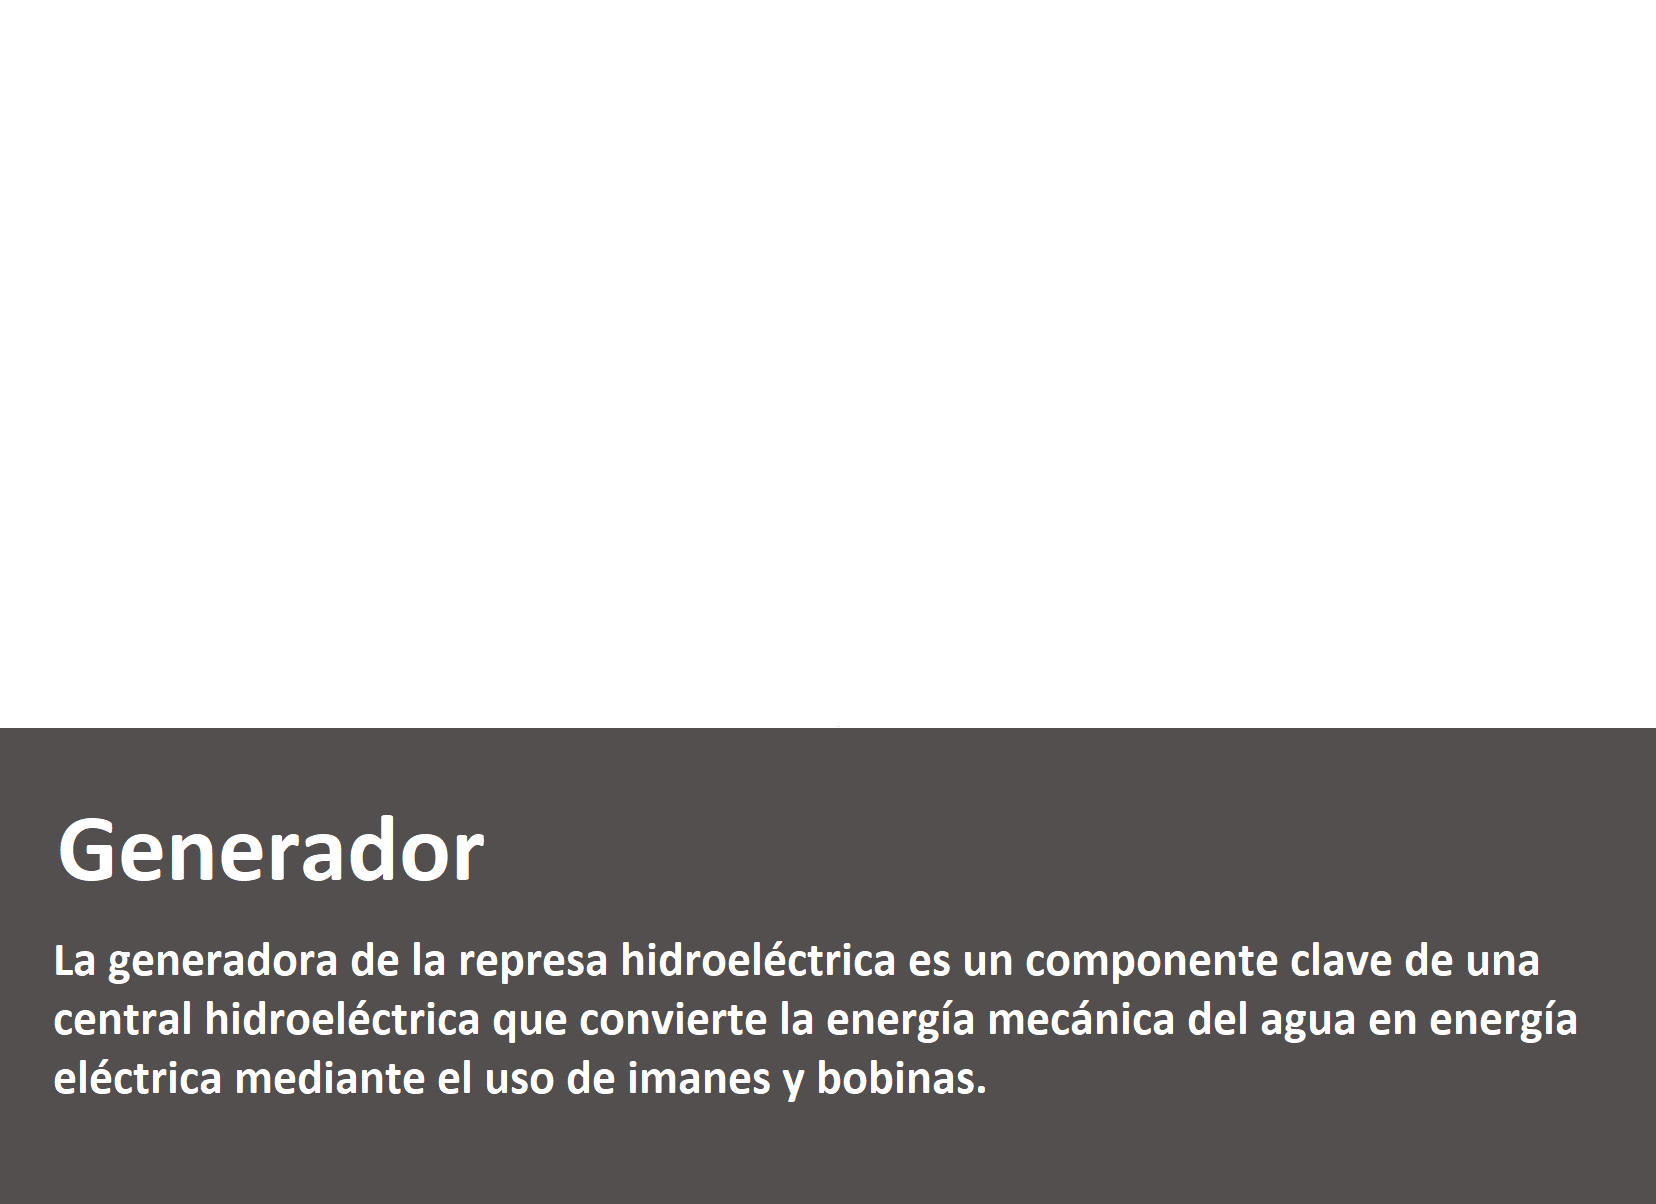 Generador
La generadora de la represa hidroeléctrica es un componente clave de una
central hidroeléctrica que convierte la energía mecánica del agua en energía
eléctrica mediante el uso de imanes y bobinas.